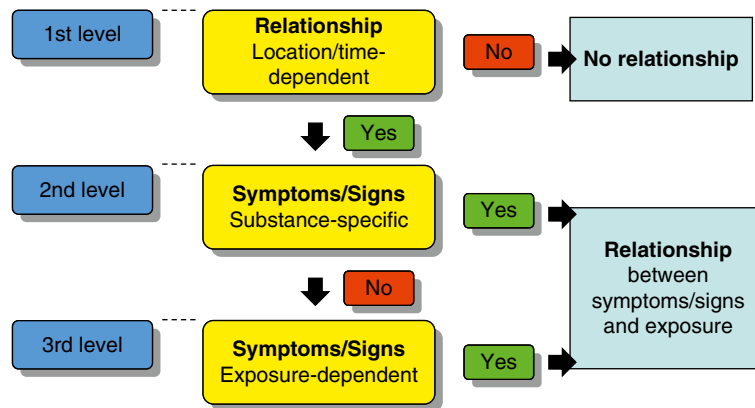 1st level
Relationship
Location/time-
dependent
No
No relationship
Yes
2nd level
Symptoms/Signs
Substance-specific
Yes
Relationship
between
symptoms/signs
and exposure
No
3rd level
Symptoms/Signs
Exposure-dependent
Yes